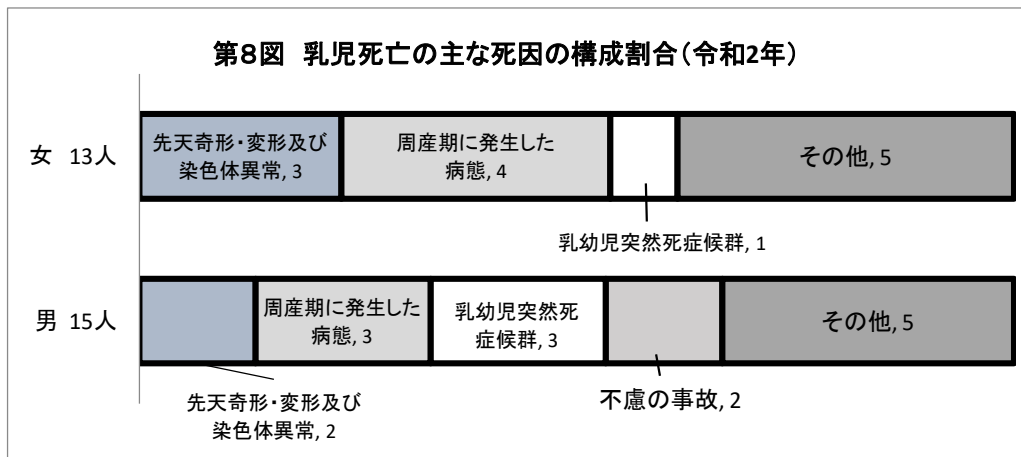 第8図 乳児死亡の主な死因の構成割合(令和2年)
女 13人
先天奇形・変形及び
染色体異常, 3
周産期に発生した
病態, 4
その他, 5
乳幼児突然死症候群, 1
男 15人
周産期に発生した
病態, 3
乳幼児突然死
症候群, 3
その他, 5
先天奇形・変形及び
染色体異常, 2
不慮の事故, 2